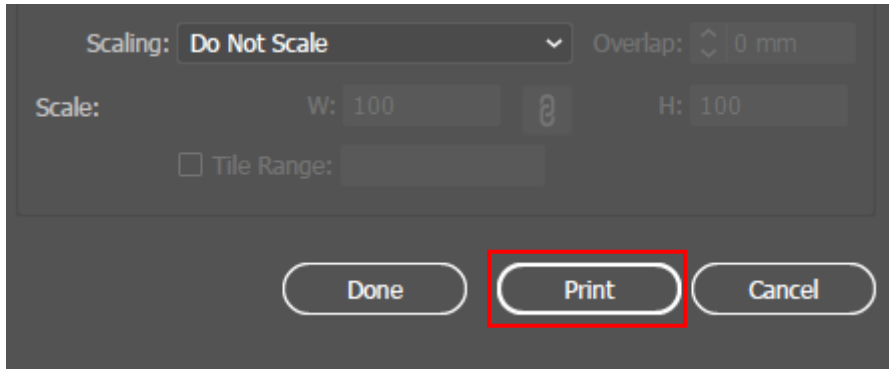 Scaling: Do Not Scale Overlap: 0 mm
Scale: W: 100 H: 100
Tile Range:
Done Print Cancel